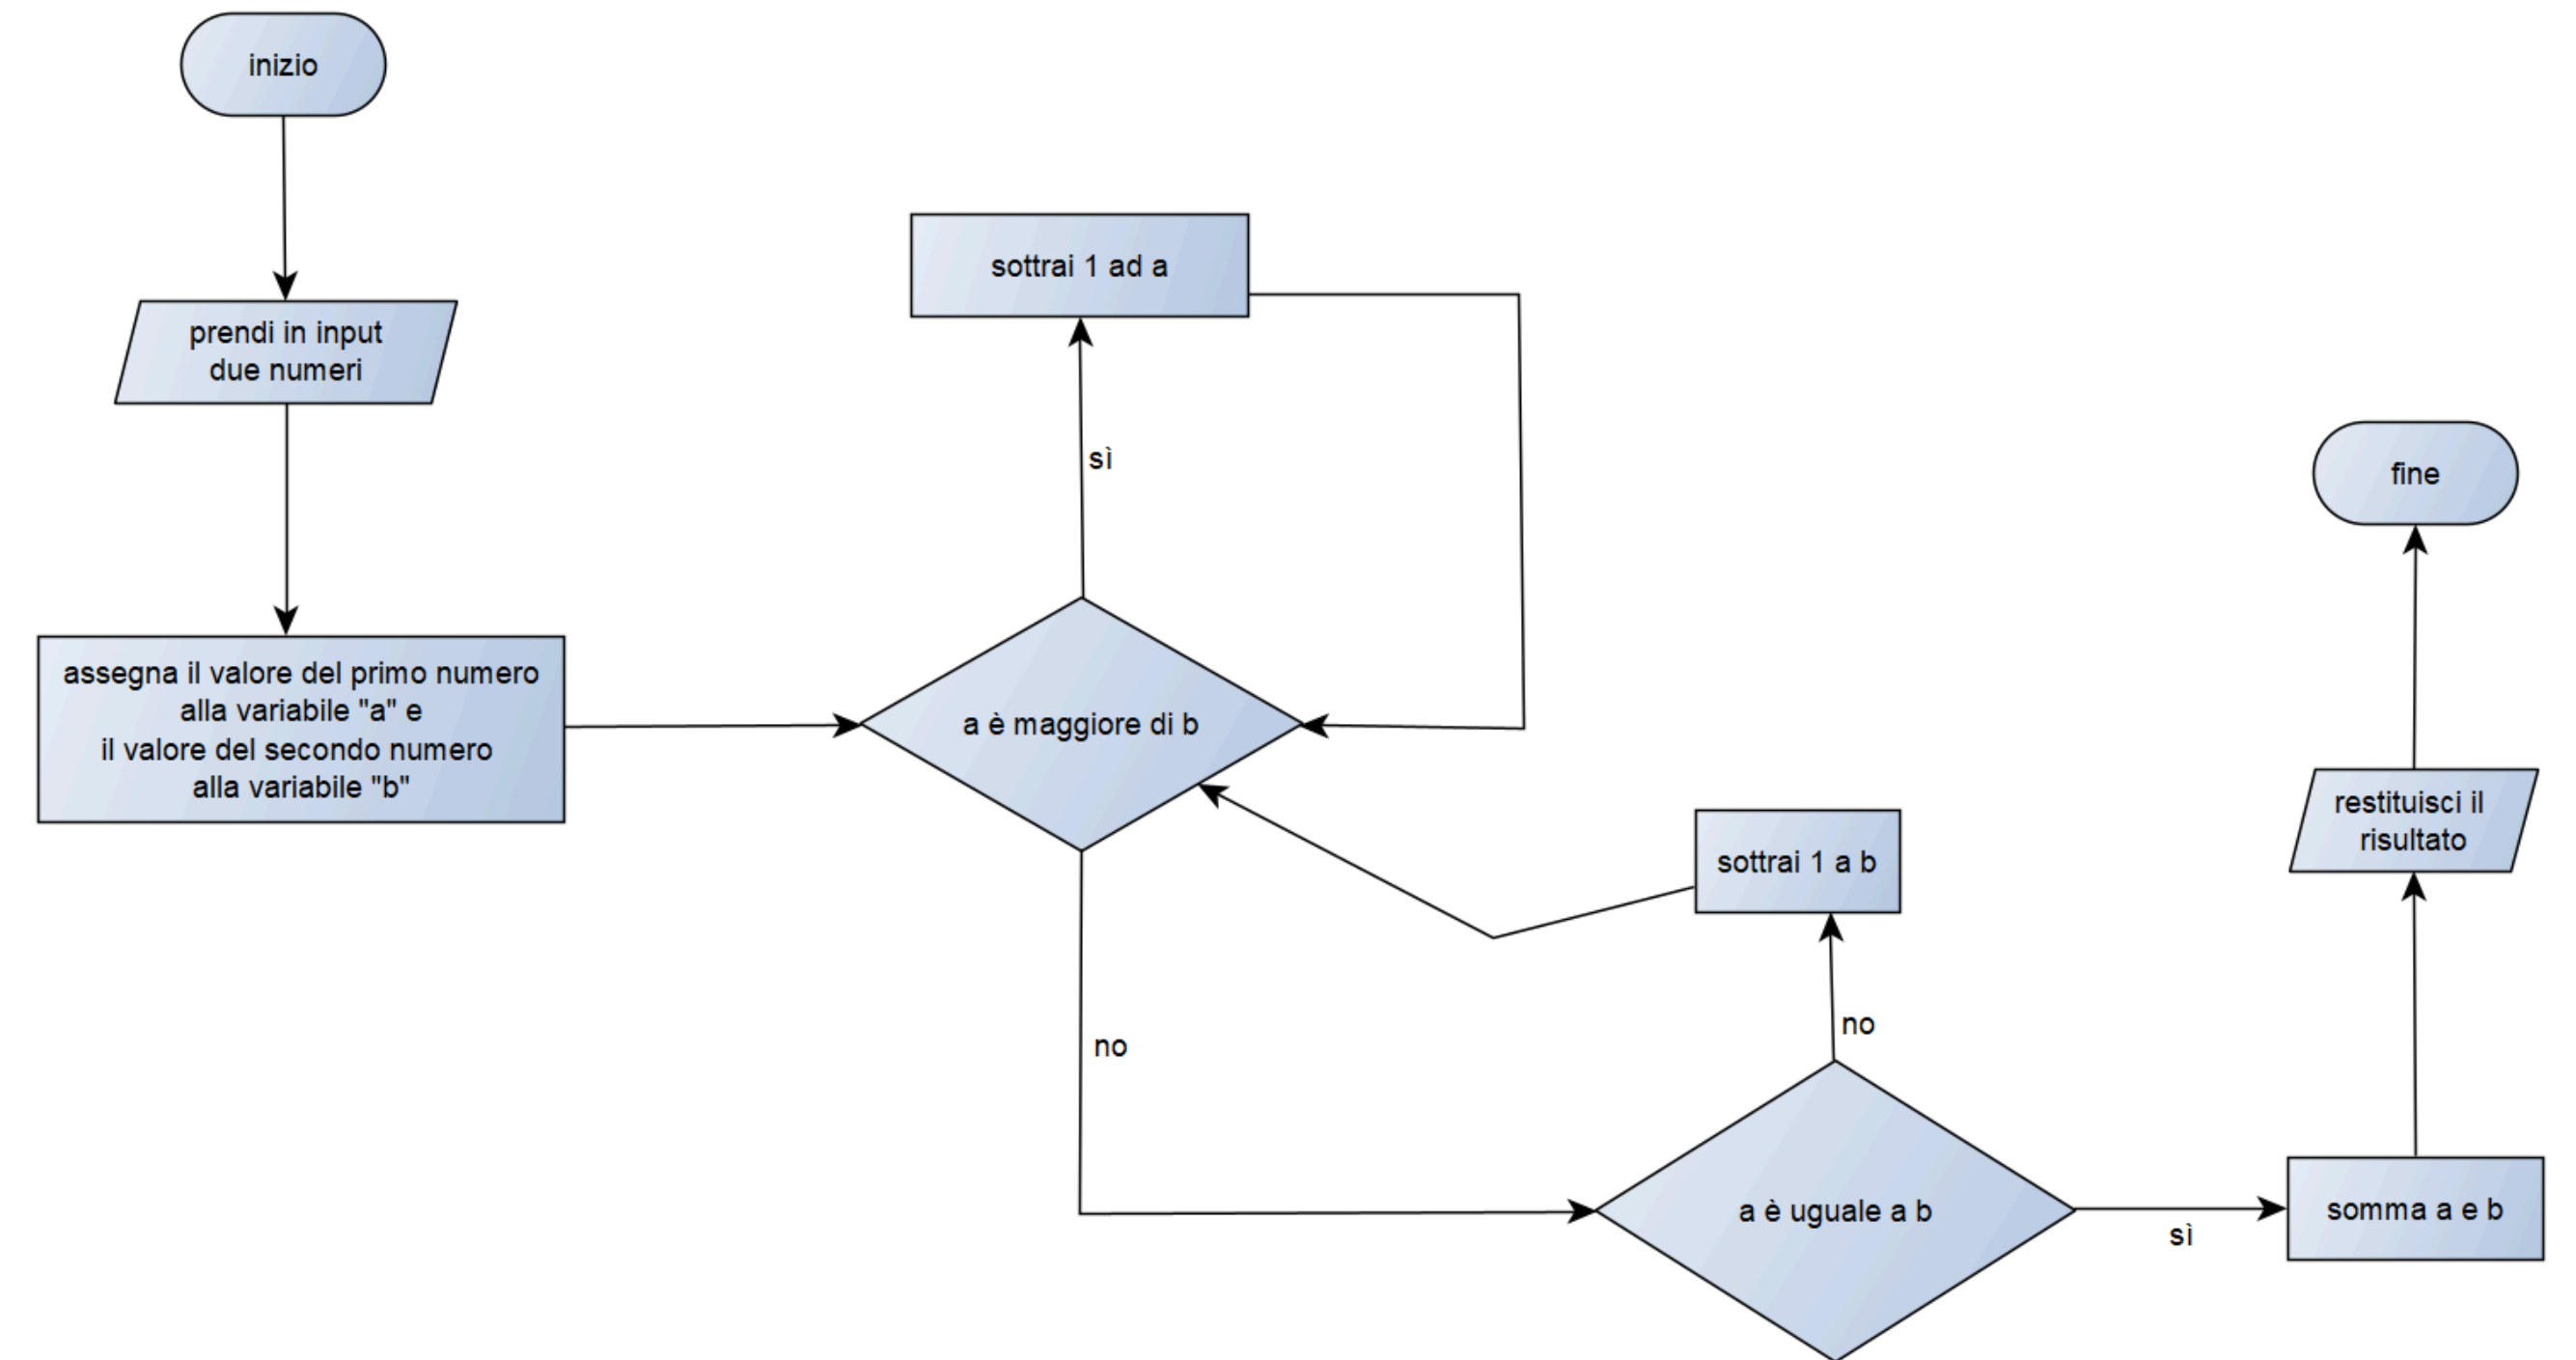 inizio
prendi in input
due numeri
assegna il valore del primo numero
alla variabile "a" e
il valore del secondo numero
alla variabile "b"
a è maggiore di b
sì
sottrai 1 ad a
no
a è uguale a b
no
sottrai 1 a b
sì
somma a e b
restituisci il
risultato
fine